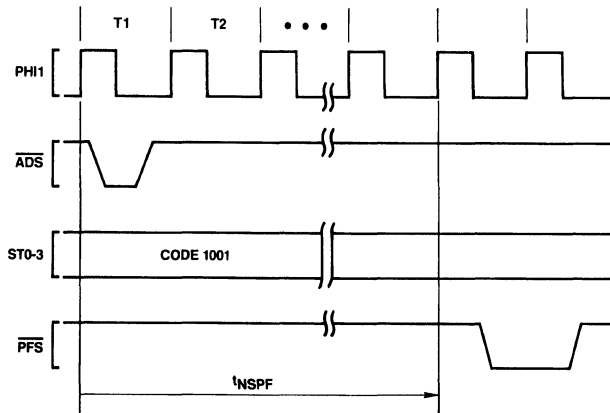 T1 T2 • • •
PHI1
ADS
ST0-3 CODE 1001
PFS
tNSPF